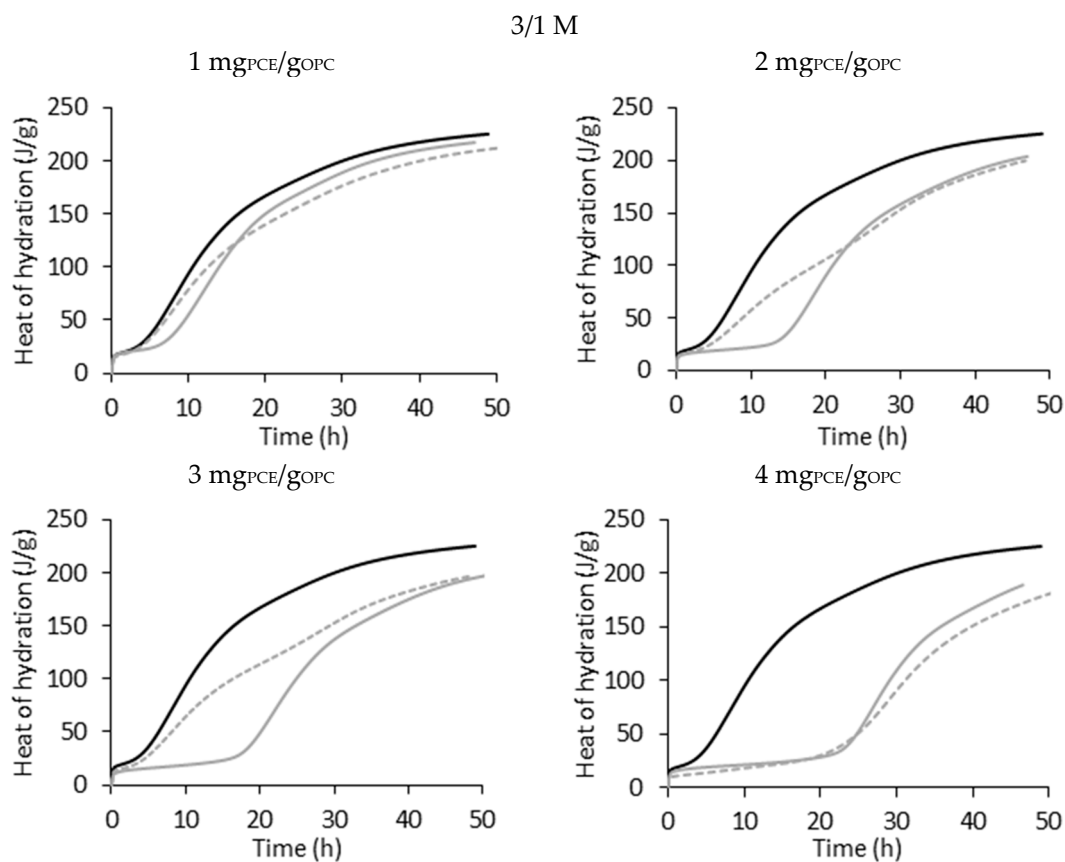 3/1 M
1 mgPCE/gOPC
2 mgPCE/gOPC
250
200
150
100
50
0
Heat of hydration (J/g)
0 10 20 30 40 50
Time (h)
250
200
150
100
50
0
Heat of hydration (J/g)
0 10 20 30 40 50
Time (h)
3 mgPCE/gOPC
4 mgPCE/gOPC
250
200
150
100
50
0
Heat of hydration (J/g)
0 10 20 30 40 50
Time (h)
250
200
150
100
50
0
Heat of hydration (J/g)
0 10 20 30 40 50
Time (h)